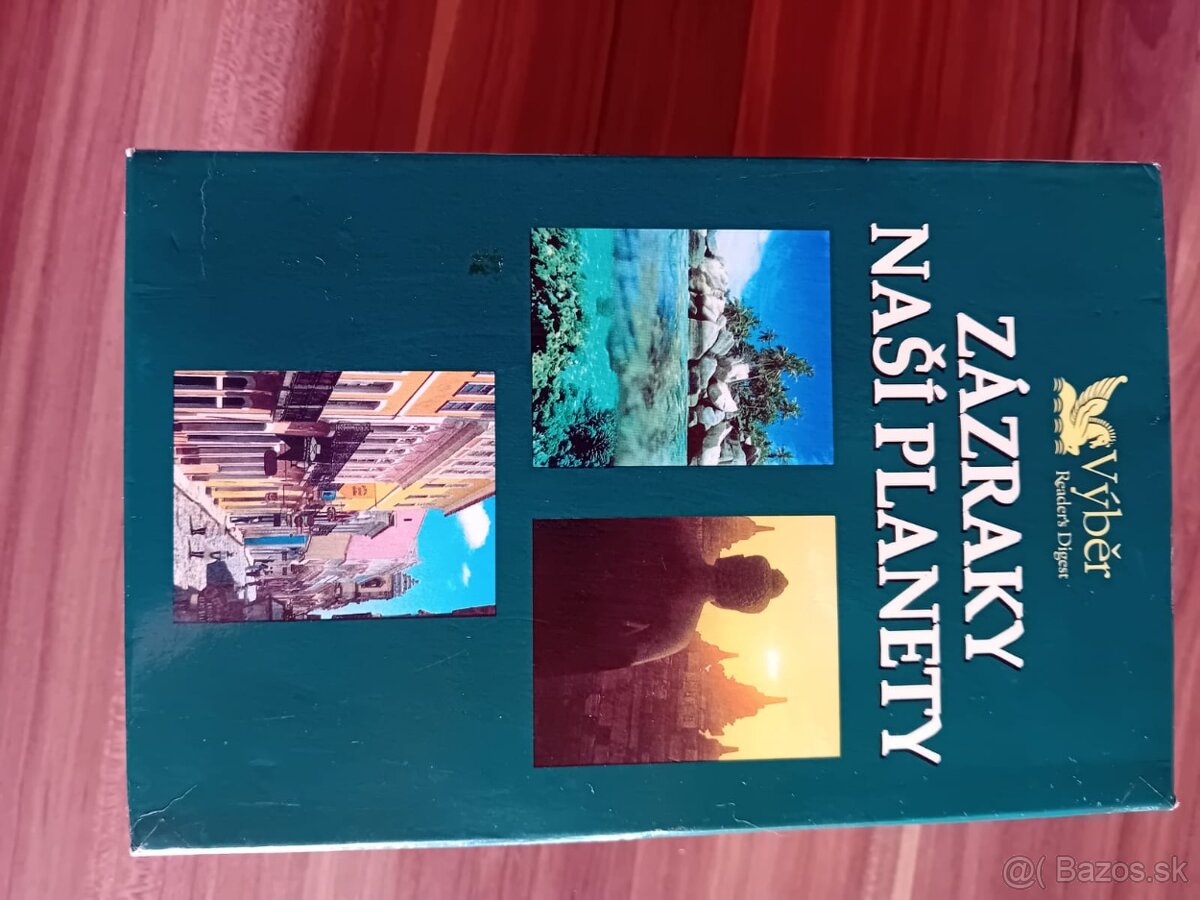 Výběr
Reader's Digest
ZÁZRAKY
NAŠÍ PLANETY
@( Bazos.sk